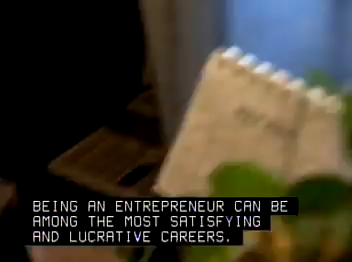 BEING AN ENTREPRENEUR CAN BE
AMONG THE MOST SATISFYING
AND LUCRATIVE CAREERS.